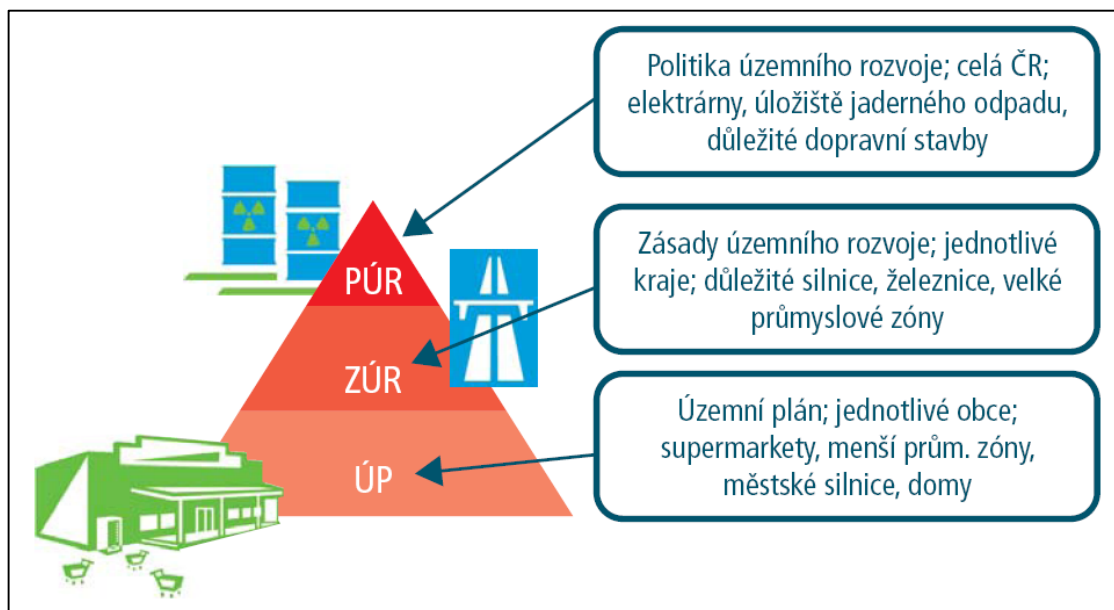 Politika územního rozvoje; celá ČR;
elektrárny, úložiště jaderného odpadu,
důležité dopravní stavby
PÚR
Zásady územního rozvoje; jednotlivé
kraje; důležité silnice, železnice, velké
průmyslové zóny
ZÚR
Územní plán; jednotlivé obce;
supermarkety, menší prům. zóny,
městské silnice, domy
ÚP